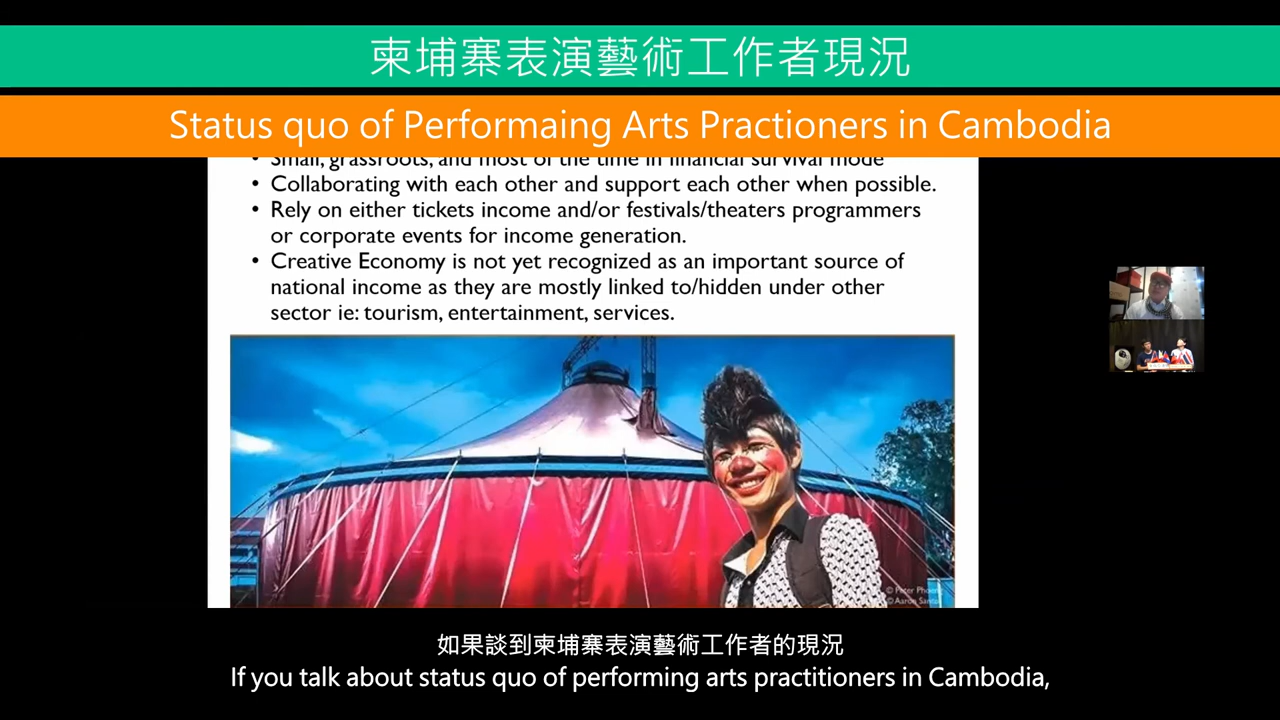 柬埔寨表演藝術工作者現況
Status quo of Performaing Arts Practioners in Cambodia
• Small, grassroots, and most of the time in financial survival mode
• Collaborating with each other and support each other when possible.
• Rely on either tickets income and/or festivals/theaters programmers
or corporate events for income generation.
• Creative Economy is not yet recognized as an important source of
national income as they are mostly linked to/hidden under other
sector ie: tourism, entertainment, services.
© Peter Phoeng
© Aaron Santos
如果談到柬埔寨表演藝術工作者的現況
If you talk about status quo of performing arts practitioners in Cambodia,